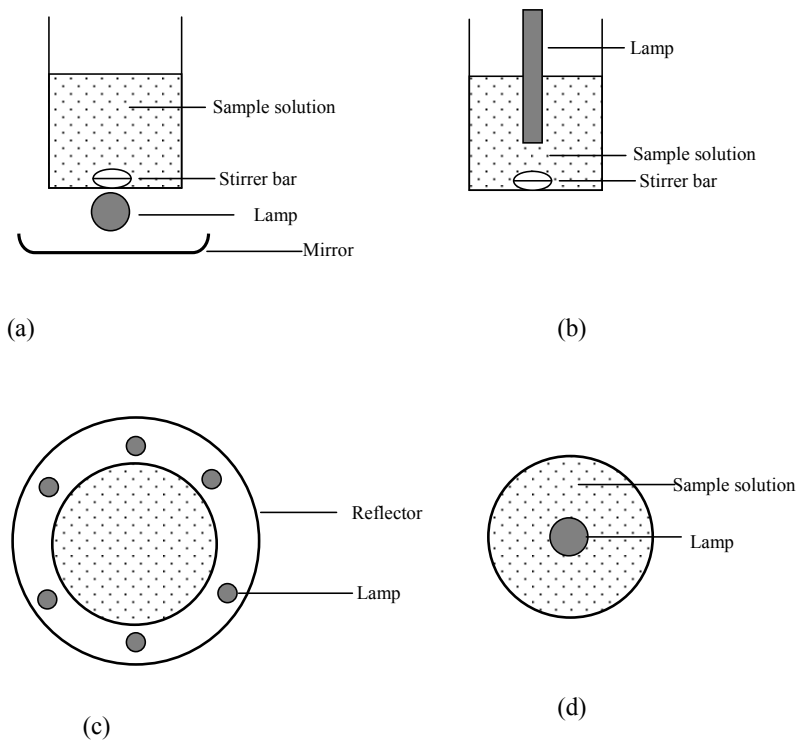 Sample solution
Stirrer bar
Lamp
Mirror
(a)
Lamp
Sample solution
Stirrer bar
(b)
Reflector
Lamp
(c)
Sample solution
Lamp
(d)